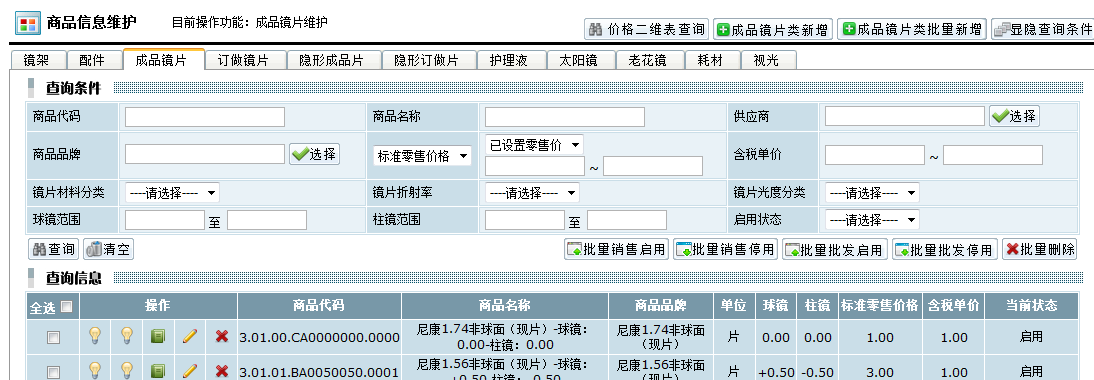 商品信息维护 目前操作功能：成品镜片维护
价格二维表查询 成品镜片类新增 成品镜片类批量新增 显隐查询条件
镜架 配件 成品镜片 订做镜片 隐形成品片 隐形订做片 护理液 太阳镜 老花镜 耗材 视光
查询条件
商品代码 商品名称 供应商 选择
商品品牌 选择 标准零售价格 已设置零售价 ~ 含税单价 ~
镜片材料分类 ----请选择---- 镜片折射率 ----请选择---- 镜片光度分类 ----请选择----
球镜范围 至 柱镜范围 至 启用状态 ----请选择----
查询 清空 批量销售启用 批量销售停用 批量批发启用 批量批发停用 批量删除
查询信息
全选 操作 商品代码 商品名称 商品品牌 单位 球镜 柱镜 标准零售价格 含税单价 当前状态
3.01.00.CA0000000.0000 尼康1.74非球面（现片）-球镜：0.00-柱镜：0.00 尼康1.74非球面（现片） 片 0.00 0.00 1.00 1.00 启用
3.01.01.BA0050050.0001 尼康1.56非球面（现片）-球镜：+0.50-柱镜：-0.50 尼康1.56非球面（现片） 片 +0.50 -0.50 3.00 1.00 启用